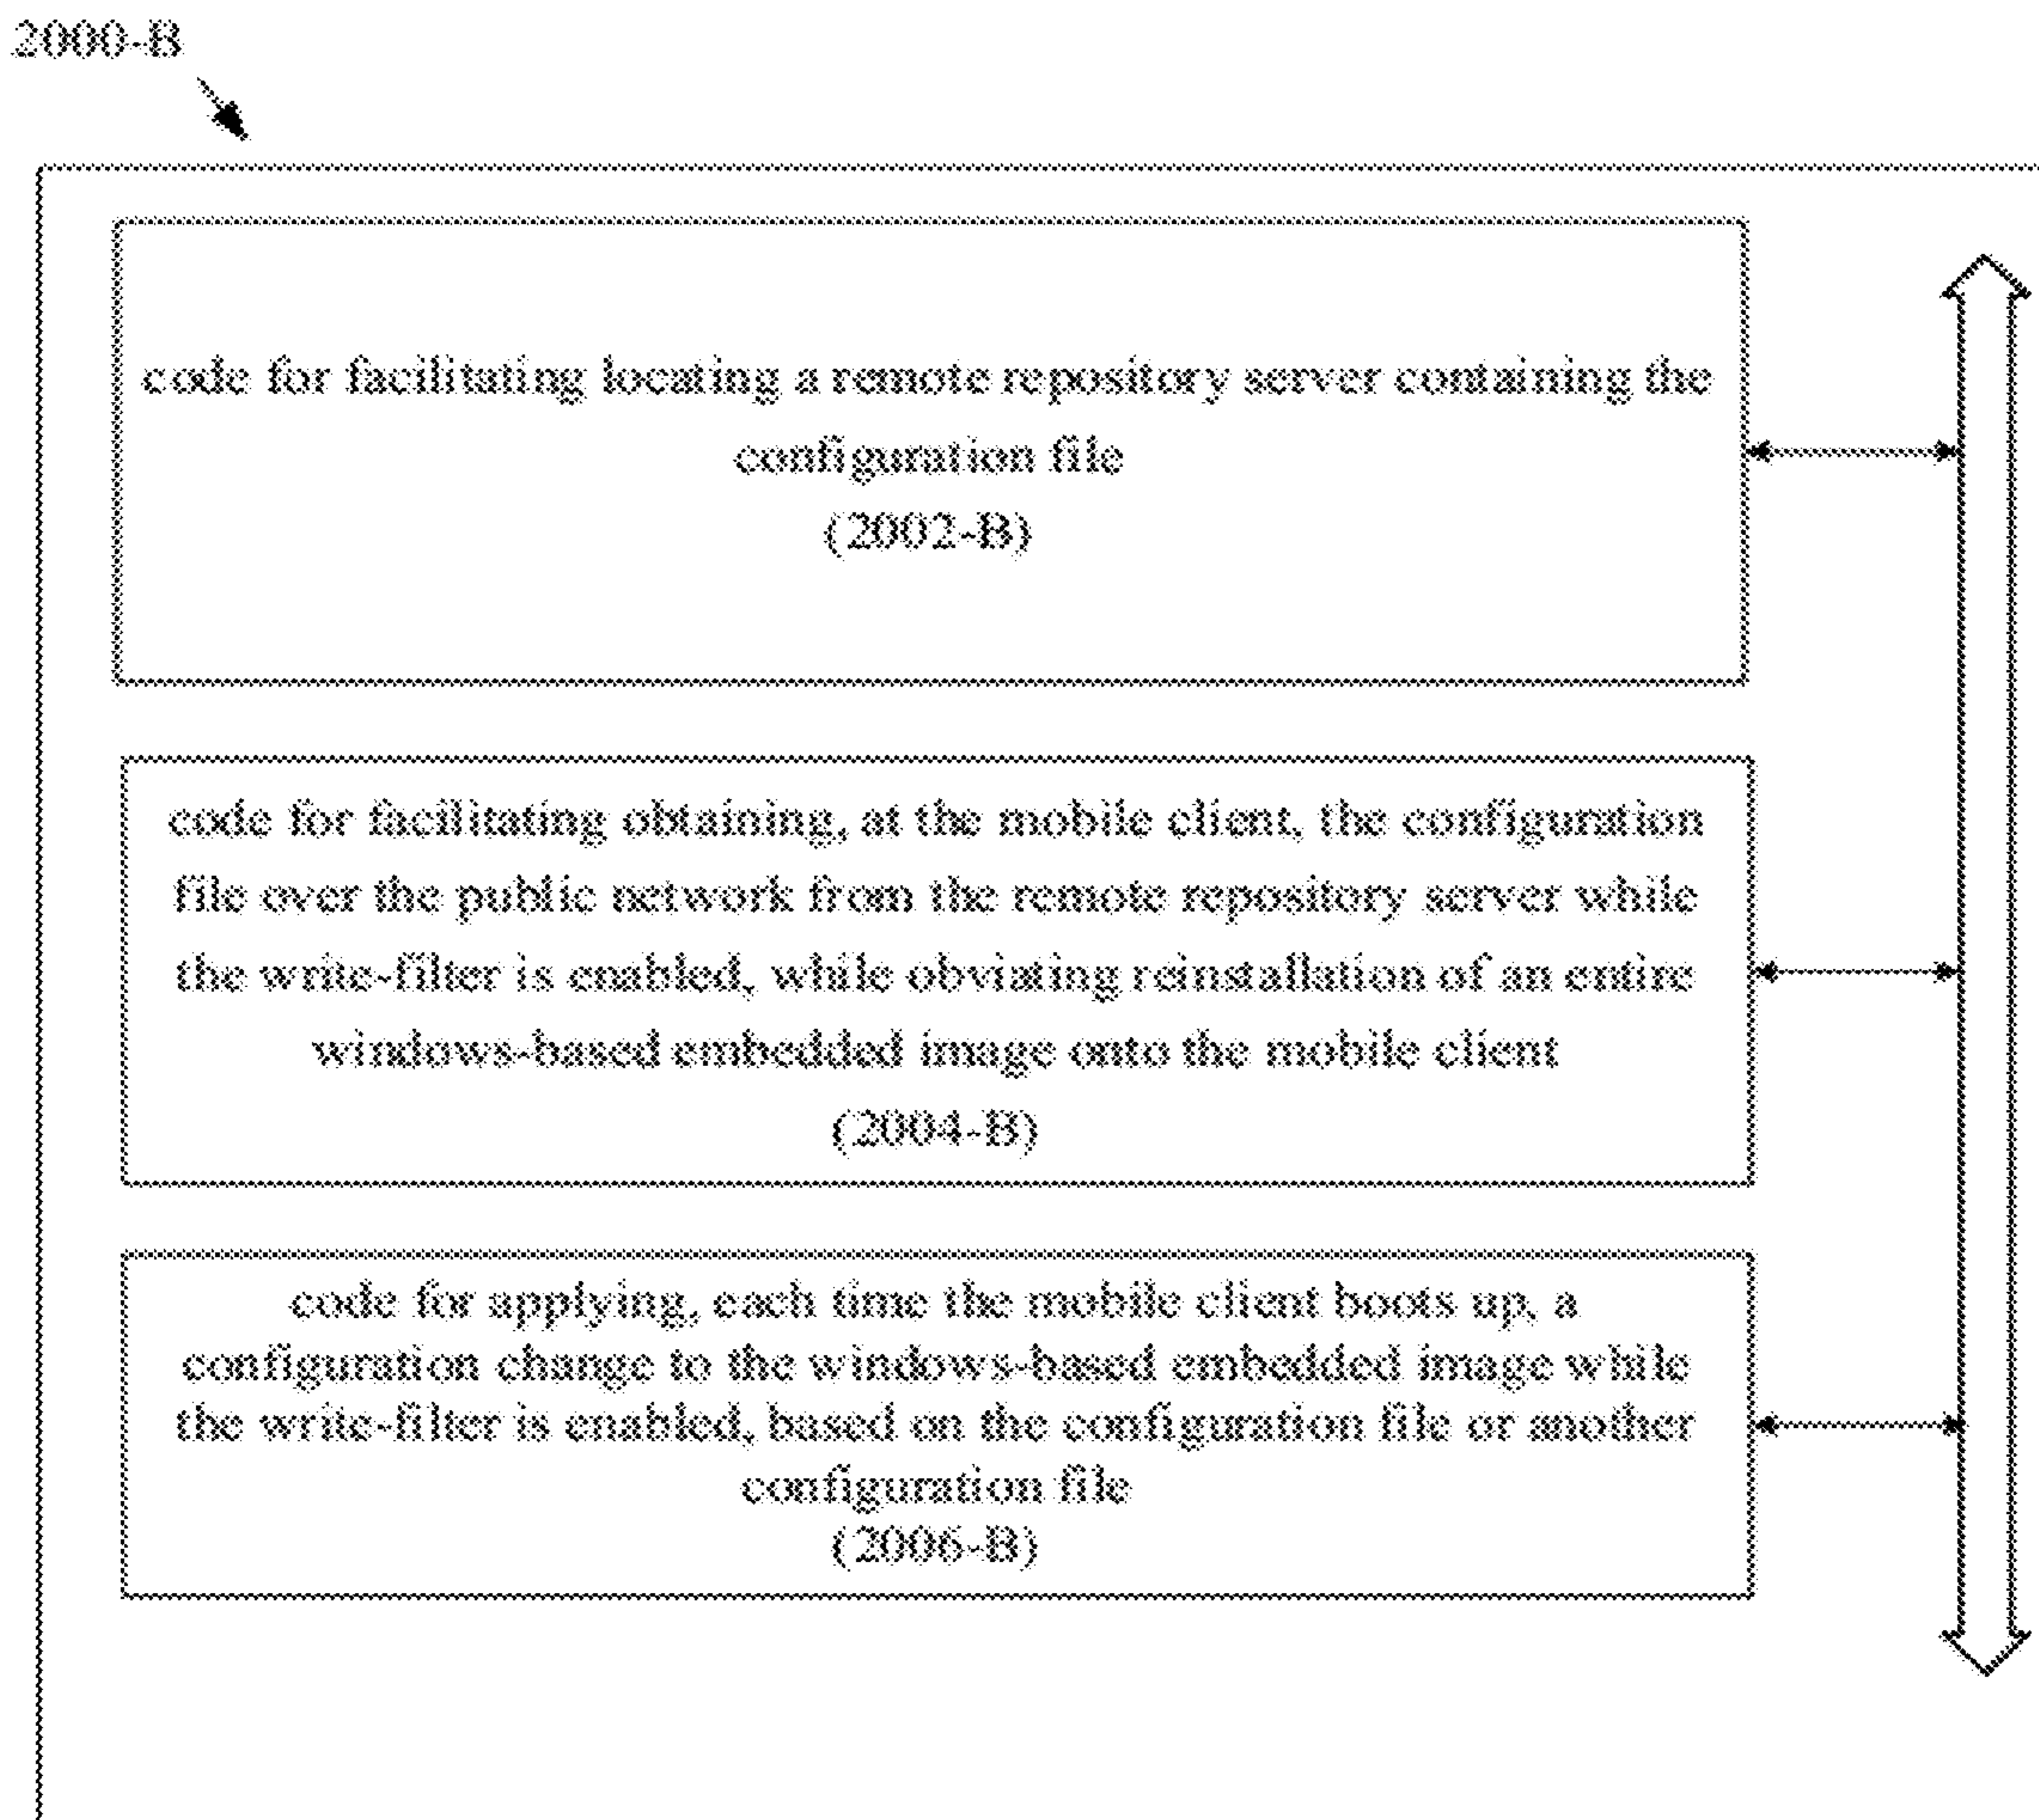 2000-B
code for facilitating locating a remote repository server containing the
configuration file
(2002-B)
code for facilitating obtaining, at the mobile client, the configuration
file over the public network from the remote repository server while
the write-filter is enabled, while obviating reinstallation of an entire
windows-based embedded image onto the mobile client
(2004-B)
code for applying, each time the mobile client boots up, a
configuration change to the windows-based embedded image while
the write-filter is enabled, based on the configuration file or another
configuration file
(2006-B)